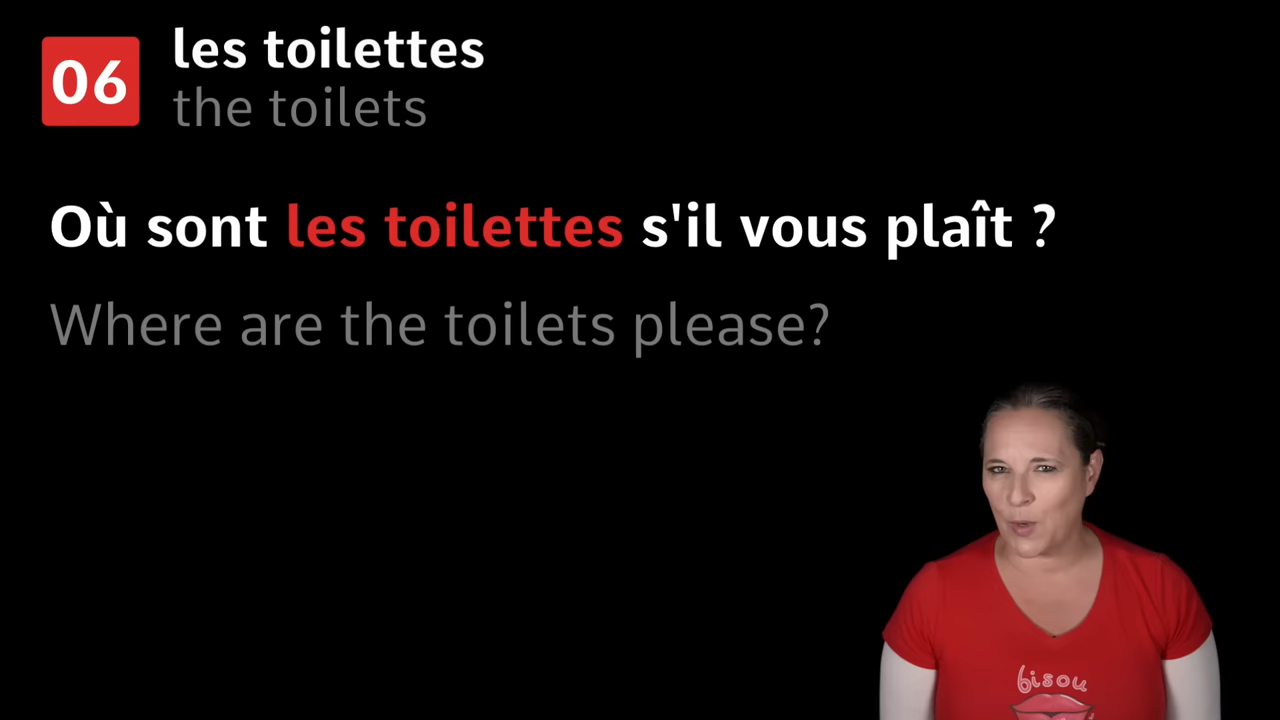 06
les toilettes
the toilets
Où sont les toilettes s'il vous plaît ?
Where are the toilets please?
bisou